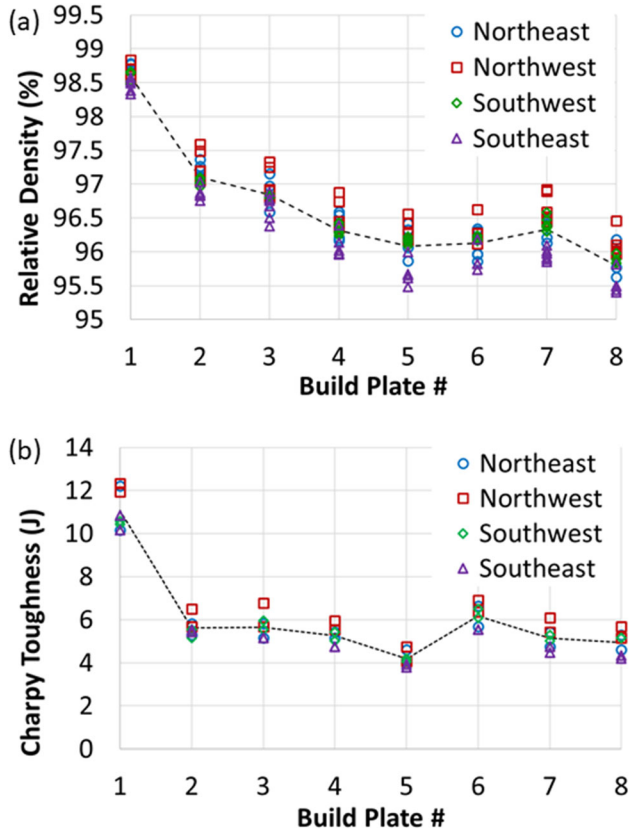 (a)
99.5
99
98.5
98
97.5
97
96.5
96
95.5
95
Relative Density (%)
Northeast
Northwest
Southwest
Southeast
1 2 3 4 5 6 7 8
Build Plate #
(b)
14
12
10
8
6
4
2
0
Charpy Toughness (J)
Northeast
Northwest
Southwest
Southeast
1 2 3 4 5 6 7 8
Build Plate #